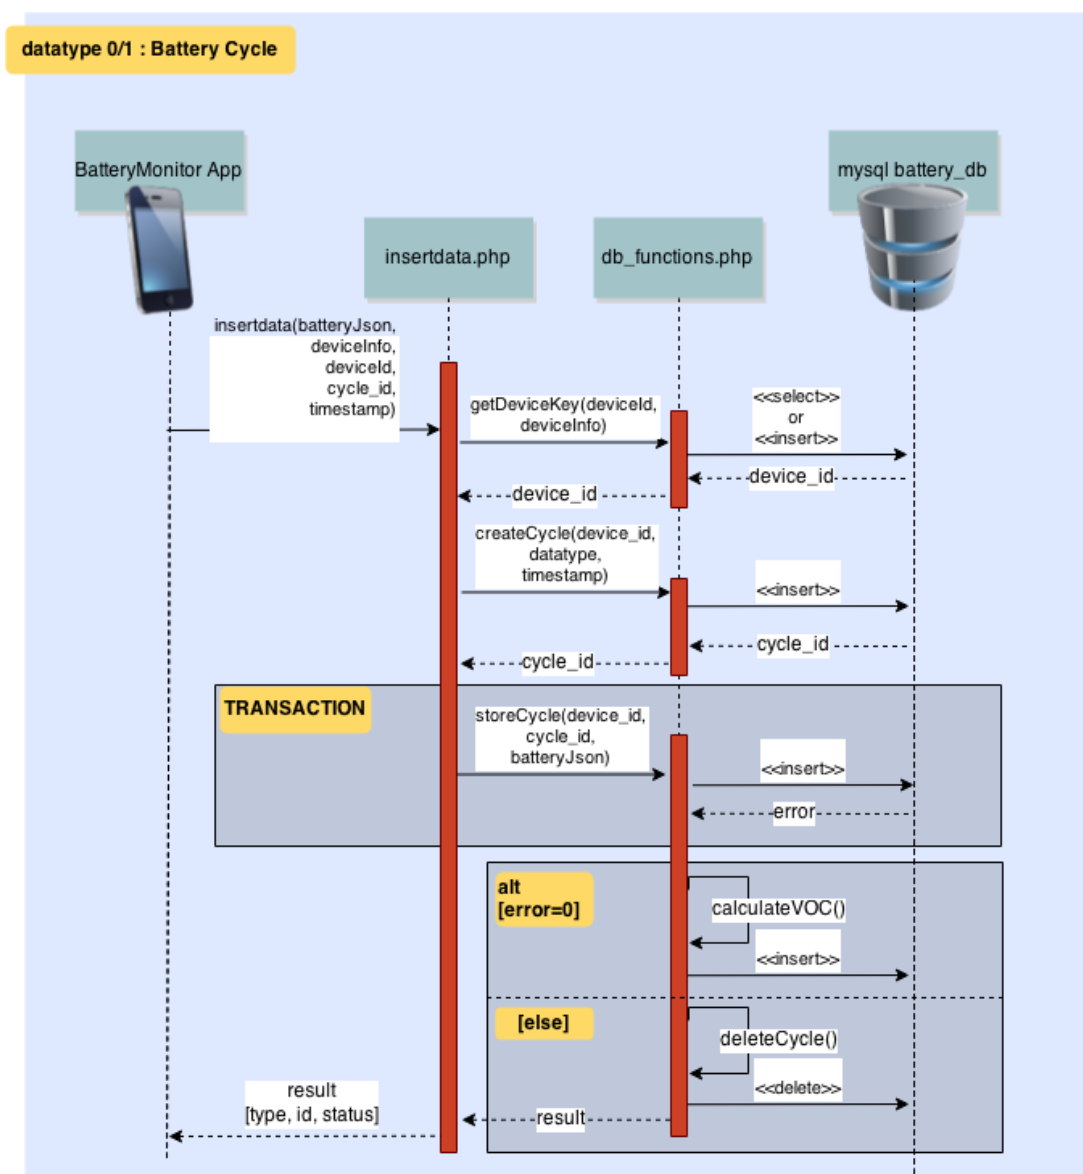 datatype 0/1 : Battery Cycle
BatteryMonitor App
mysql battery_db
insertdata.php
db_functions.php
insertdata(batteryJson,
deviceInfo,
deviceId,
cycle_id,
timestamp)
getDeviceKey(deviceId,
deviceInfo)
<<select>>
or
<<insert>>
device_id
device_id
createCycle(device_id,
datatype,
timestamp)
<<insert>>
cycle_id
cycle_id
TRANSACTION
storeCycle(device_id,
cycle_id,
batteryJson)
<<insert>>
error
alt
[error=0]
calculateVOC()
<<insert>>
[else]
deleteCycle()
<<delete>>
result
result
[type, id, status]